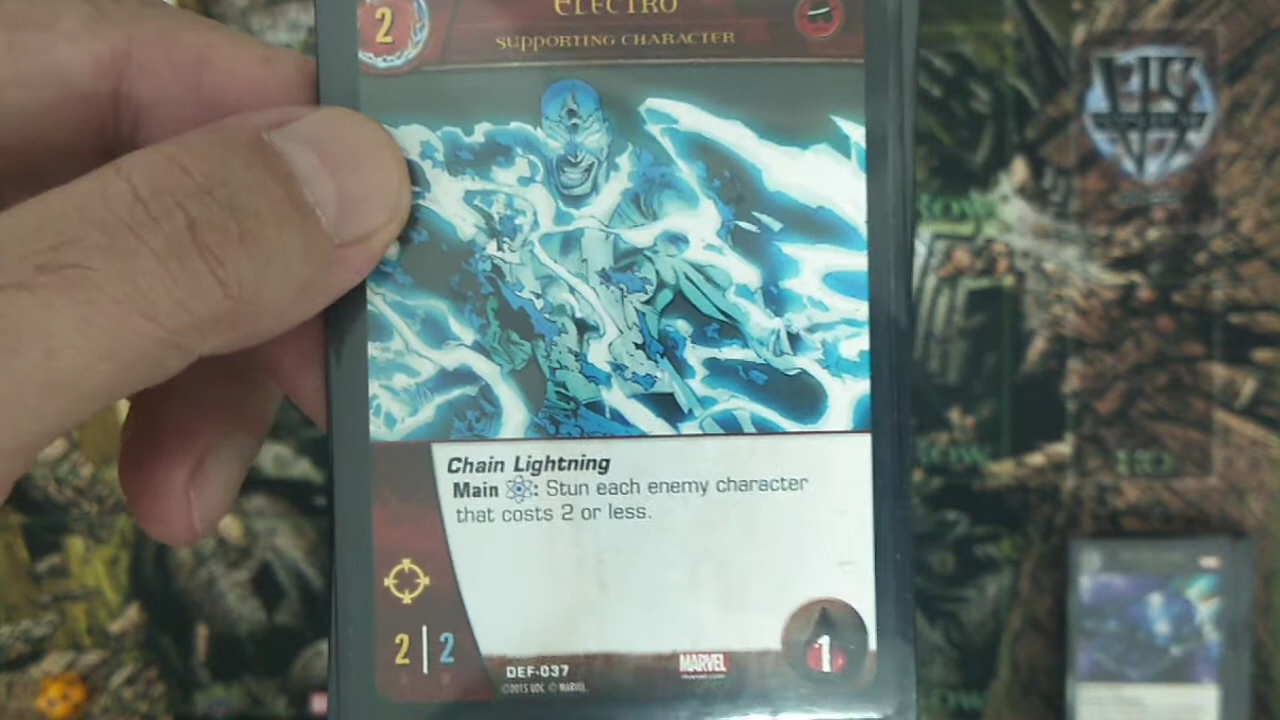 2
ELECTRO
SUPPORTING CHARACTER
Chain Lightning
Main : Stun each enemy character
that costs 2 or less.
2 | 2
1
DEF-037
MARVEL
©2015 UDC © MARVEL
VS